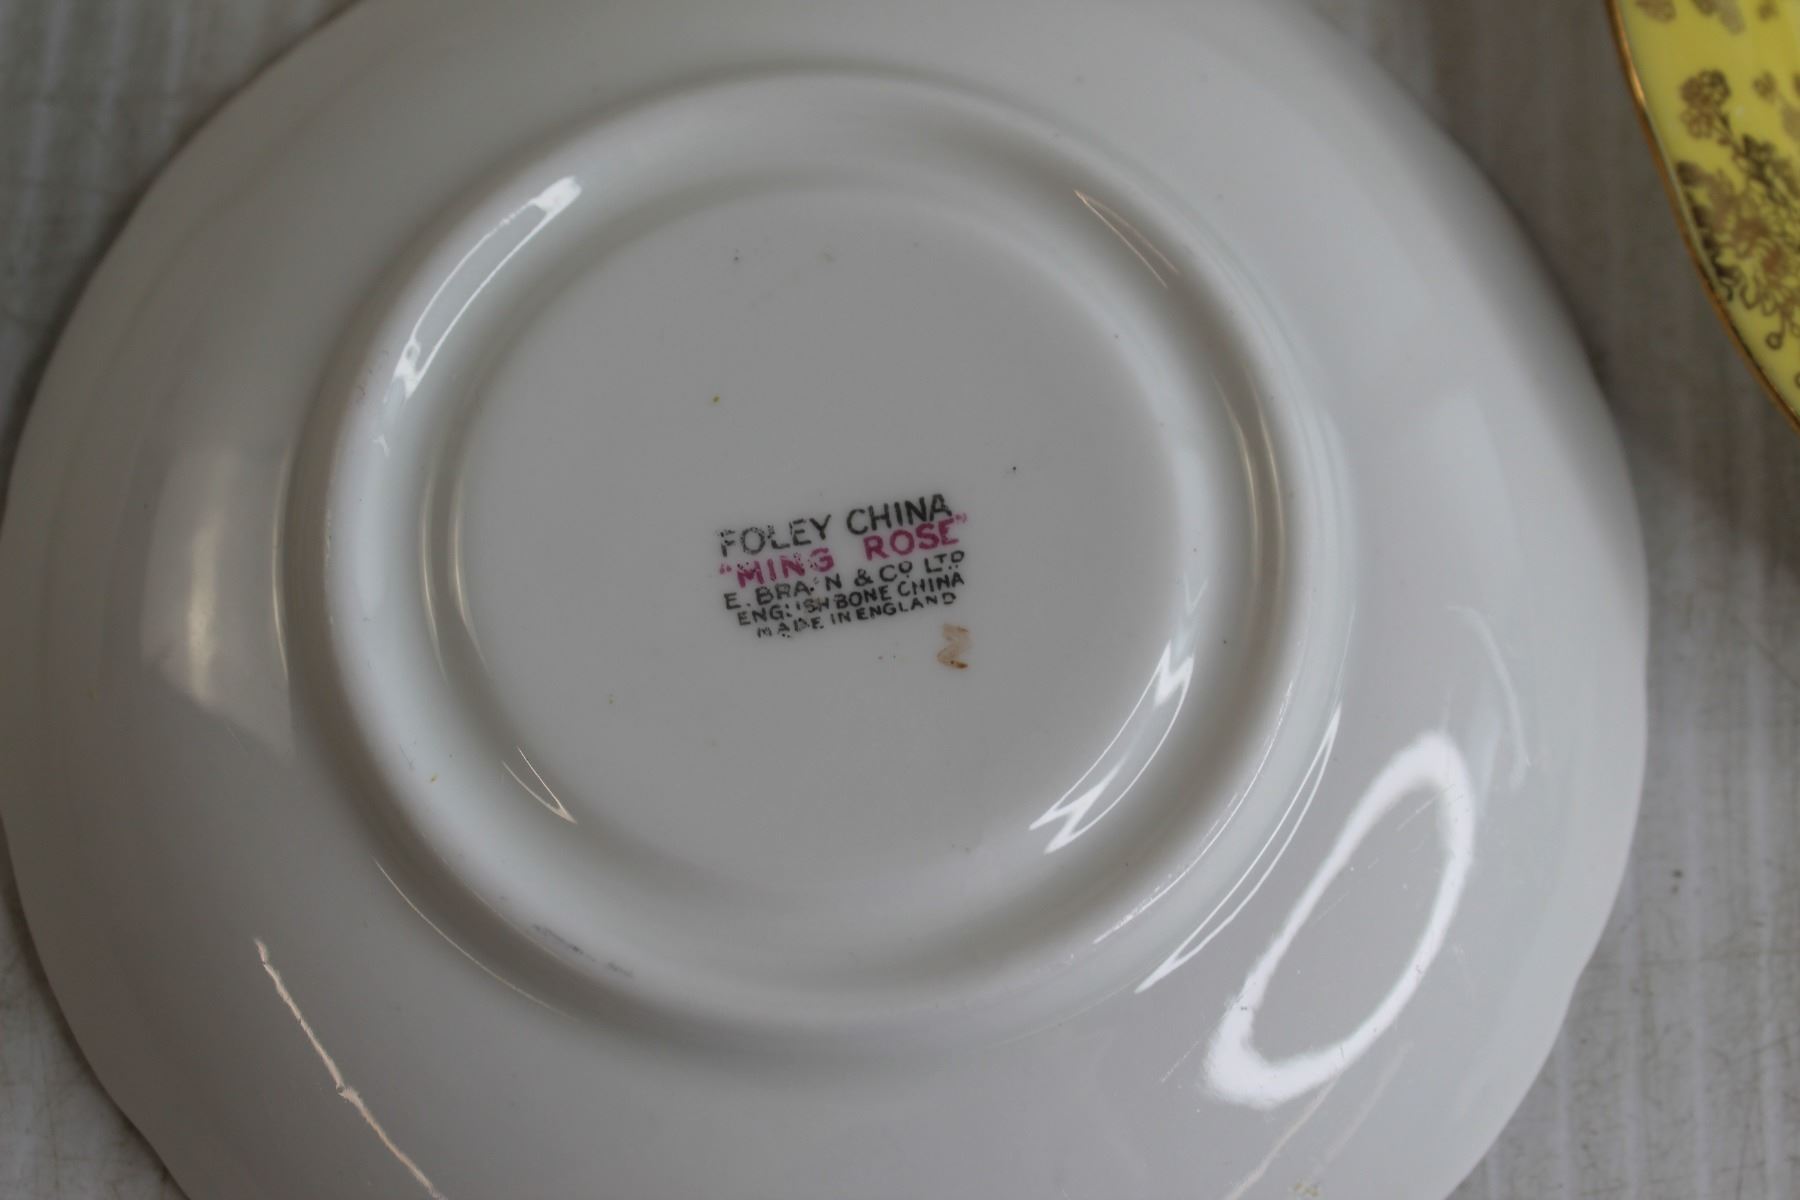 FOLEY CHINA
"MING ROSE"
E. BRAIN & CO LTD
ENGLISH BONE CHINA
MADE IN ENGLAND